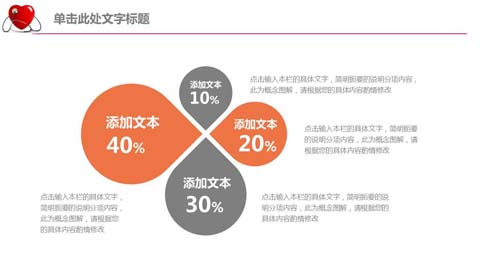 单击此处文字标题
添加文本
10%
点击输入本栏的具体文字，简明扼要的说明分项内容，
此为概念图解，请根据您的具体内容酌情修改
添加文本
40%
添加文本
20%
点击输入本栏的具体文字，简明扼要的
说明分项内容，此为概念图解，请根
据您的具体内容酌情修改
添加文本
30%
点击输入本栏的具体文字，
简明扼要的说明分项内容，
此为概念图解，请根据您
的具体内容酌情修改
点击输入本栏的具体文字，简明扼要的说
明分项内容，此为概念图解，请根据您的
具体内容酌情修改